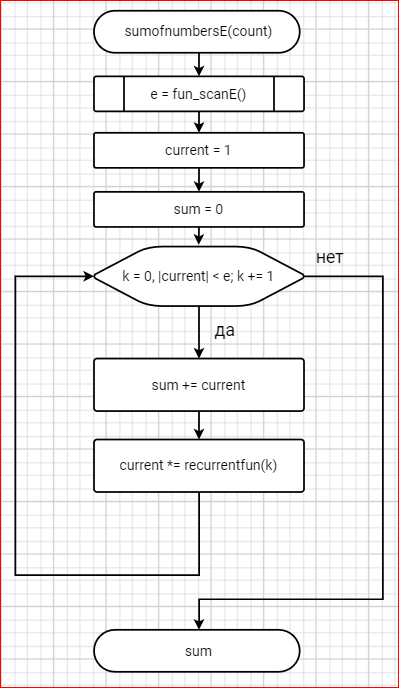 sumofnumbersE(count)
e = fun_scanE()
current = 1
sum = 0
k = 0, |current| < e; k += 1
нет
да
sum += current
current *= recurrentfun(k)
sum